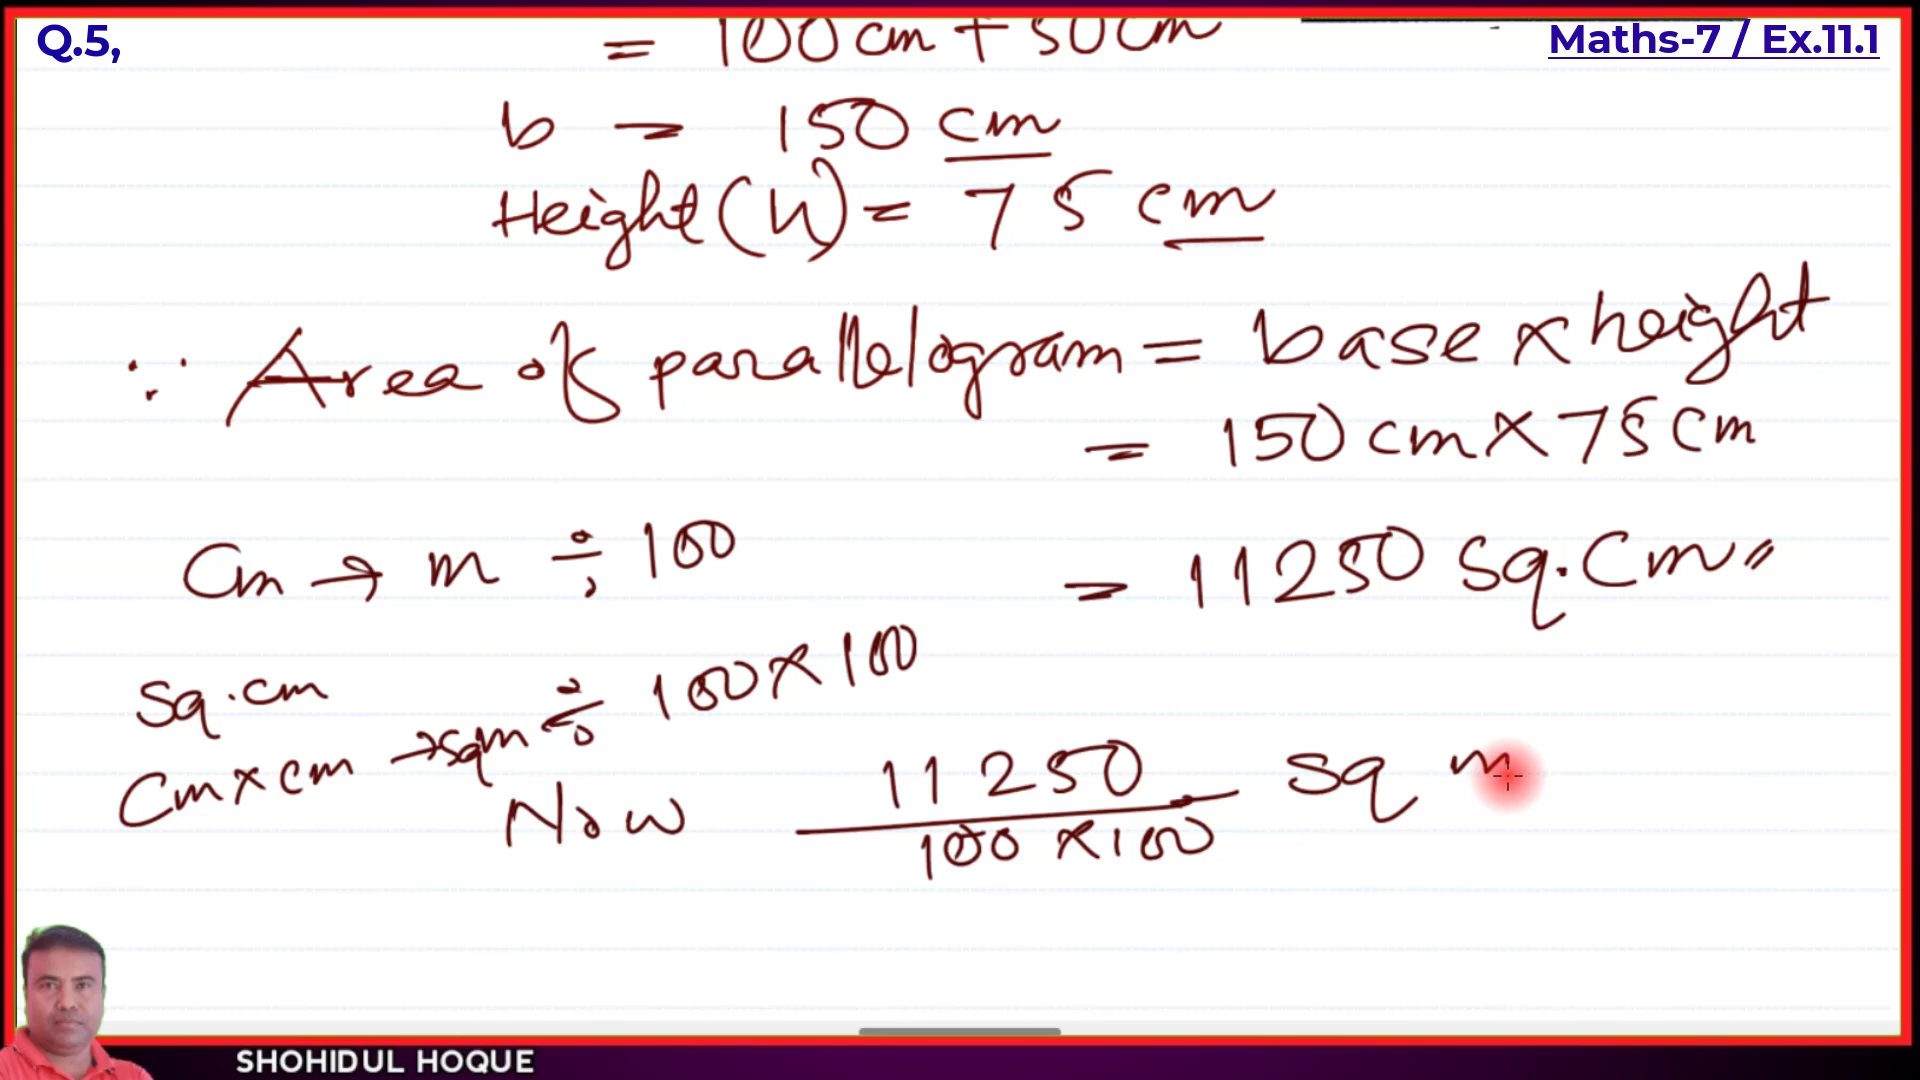 Q.5,
Maths-7 / Ex.11.1
= 100 cm + 50 cm
b = 150 cm
Height (h) = 75 cm
∵ Area of parallelogram = base × height
= 150 cm × 75 cm
Cm → m ÷ 100
= 11250 Sq. Cm〃
Sq. cm
Cm × cm → sqm ÷ 100 × 100
Now 11250 / 100 × 100 Sq m
SHOHIDUL HOQUE